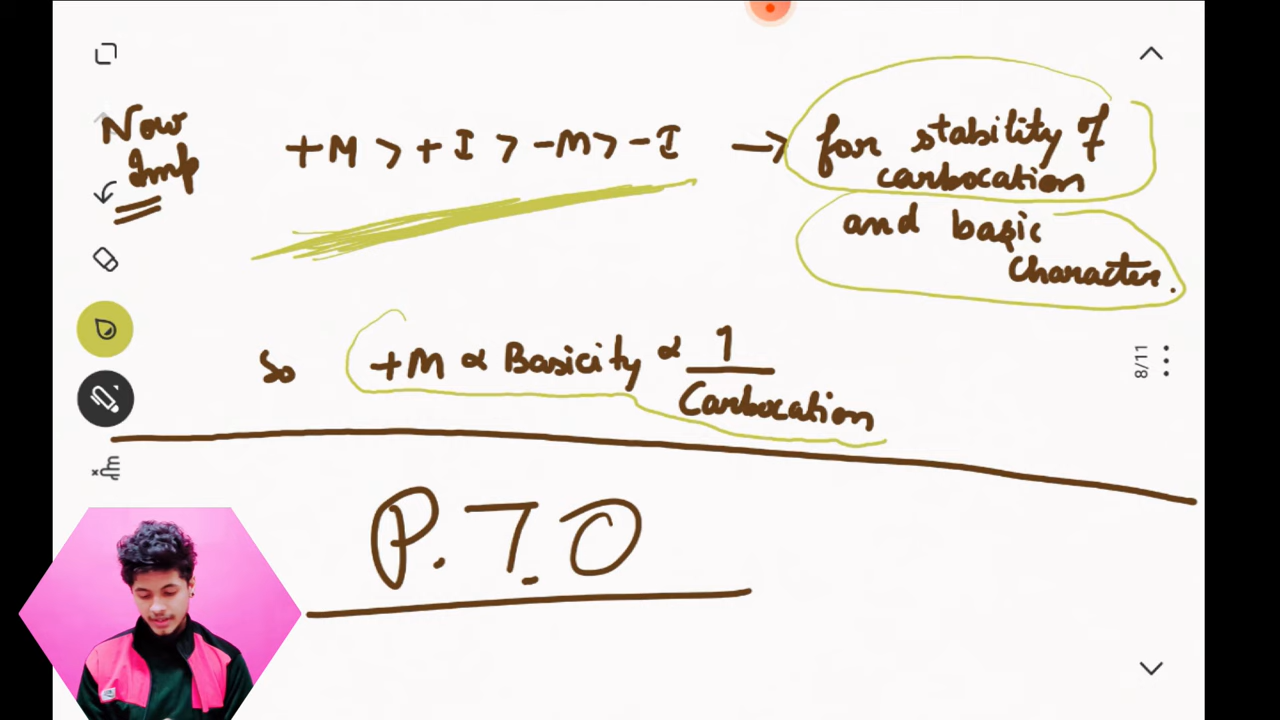 Now
Imp
+M > +I > -M > -I → for stability of
carbocation
and basic
character.
So +M ∝ Basicity ∝ 1
Carbocation
P.T.O
8/11